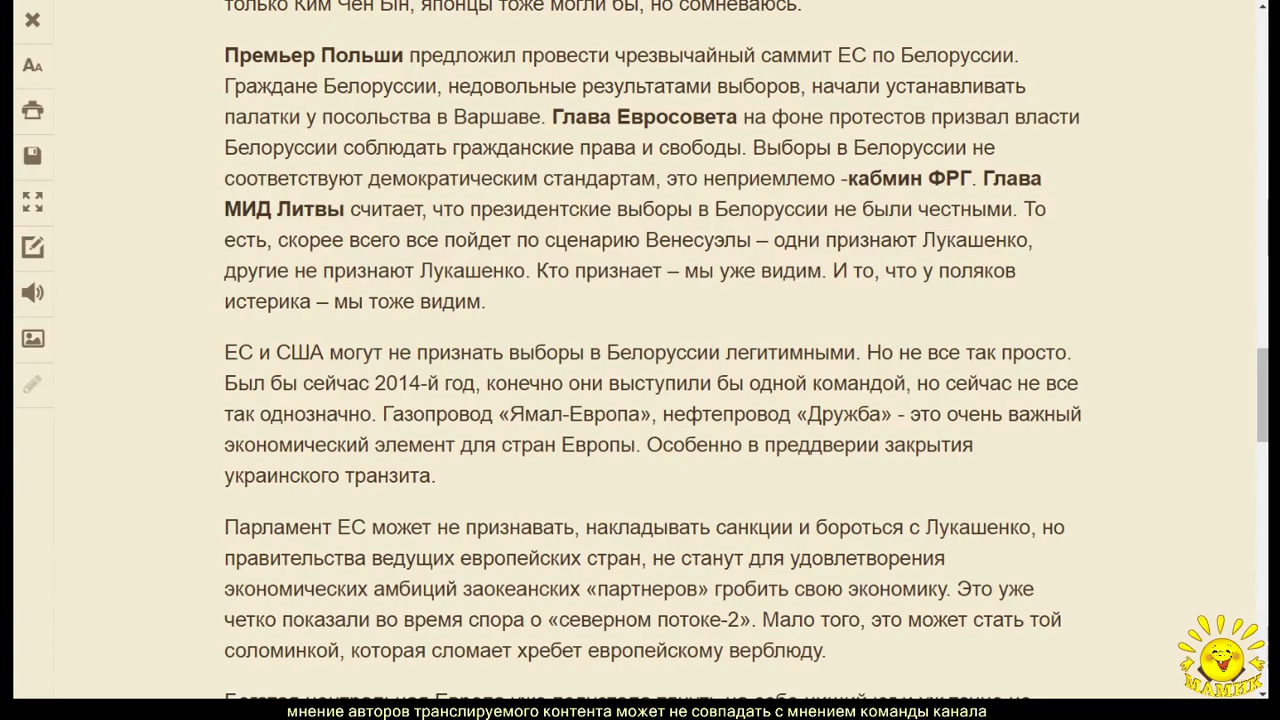 только Ким Чен Ын, японцы тоже могли бы, но сомневаюсь.
Премьер Польши предложил провести чрезвычайный саммит ЕС по Белоруссии.
Граждане Белоруссии, недовольные результатами выборов, начали устанавливать
палатки у посольства в Варшаве. Глава Евросовета на фоне протестов призвал власти
Белоруссии соблюдать гражданские права и свободы. Выборы в Белоруссии не
соответствуют демократическим стандартам, это неприемлемо -кабмин ФРГ. Глава
МИД Литвы считает, что президентские выборы в Белоруссии не были честными. То
есть, скорее всего все пойдет по сценарию Венесуэлы – одни признают Лукашенко,
другие не признают Лукашенко. Кто признает – мы уже видим. И то, что у поляков
истерика – мы тоже видим.
ЕС и США могут не признать выборы в Белоруссии легитимными. Но не все так просто.
Был бы сейчас 2014-й год, конечно они выступили бы одной командой, но сейчас не все
так однозначно. Газопровод «Ямал-Европа», нефтепровод «Дружба» - это очень важный
экономический элемент для стран Европы. Особенно в преддверии закрытия
украинского транзита.
Парламент ЕС может не признавать, накладывать санкции и бороться с Лукашенко, но
правительства ведущих европейских стран, не станут для удовлетворения
экономических амбиций заокеанских «партнеров» гробить свою экономику. Это уже
четко показали во время спора о «северном потоке-2». Мало того, это может стать той
соломинкой, которая сломает хребет европейскому верблюду.
МАМИК
мнение авторов транслируемого контента может не совпадать с мнением команды канала